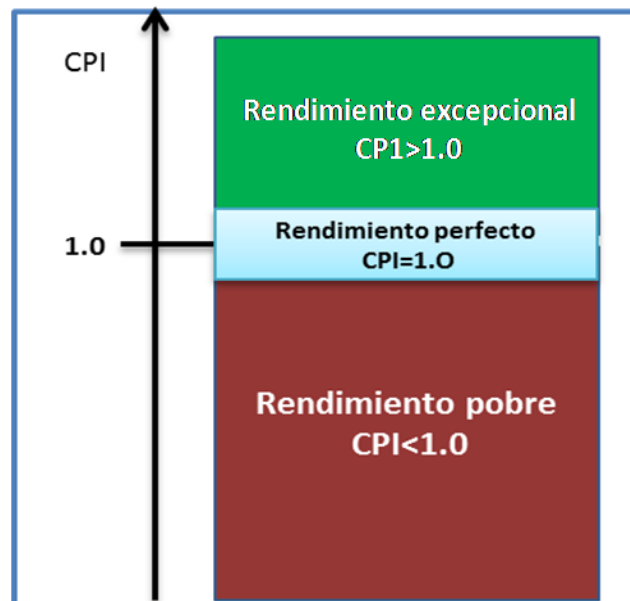 CPI
Rendimiento excepcional
CP1>1.0
1.0
Rendimiento perfecto
CPI=1.O
Rendimiento pobre
CPI<1.0